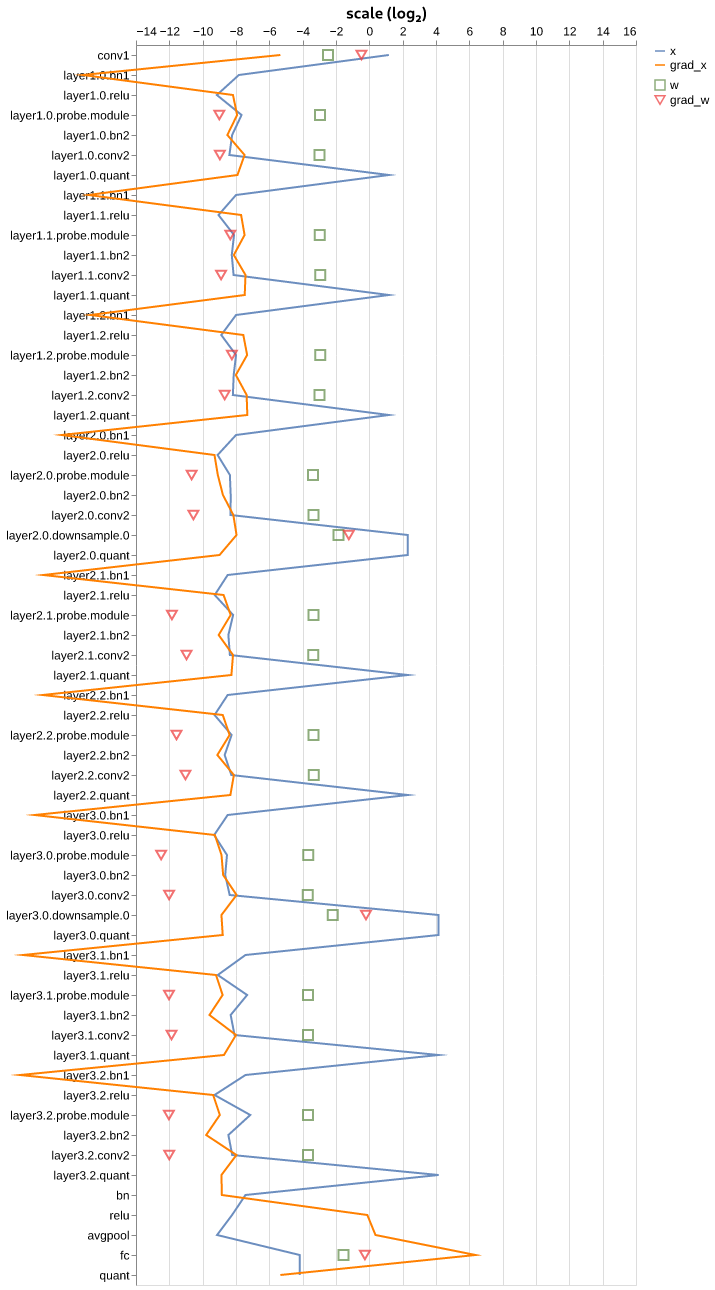 scale (log₂)
−14 −12 −10 −8 −6 −4 −2 0 2 4 6 8 10 12 14 16
x
grad_x
w
grad_w
conv1
layer1.0.bn1
layer1.0.relu
layer1.0.probe.module
layer1.0.bn2
layer1.0.conv2
layer1.0.quant
layer1.1.bn1
layer1.1.relu
layer1.1.probe.module
layer1.1.bn2
layer1.1.conv2
layer1.1.quant
layer1.2.bn1
layer1.2.relu
layer1.2.probe.module
layer1.2.bn2
layer1.2.conv2
layer1.2.quant
layer2.0.bn1
layer2.0.relu
layer2.0.probe.module
layer2.0.bn2
layer2.0.conv2
layer2.0.downsample.0
layer2.0.quant
layer2.1.bn1
layer2.1.relu
layer2.1.probe.module
layer2.1.bn2
layer2.1.conv2
layer2.1.quant
layer2.2.bn1
layer2.2.relu
layer2.2.probe.module
layer2.2.bn2
layer2.2.conv2
layer2.2.quant
layer3.0.bn1
layer3.0.relu
layer3.0.probe.module
layer3.0.bn2
layer3.0.conv2
layer3.0.downsample.0
layer3.0.quant
layer3.1.bn1
layer3.1.relu
layer3.1.probe.module
layer3.1.bn2
layer3.1.conv2
layer3.1.quant
layer3.2.bn1
layer3.2.relu
layer3.2.probe.module
layer3.2.bn2
layer3.2.conv2
layer3.2.quant
bn
relu
avgpool
fc
quant